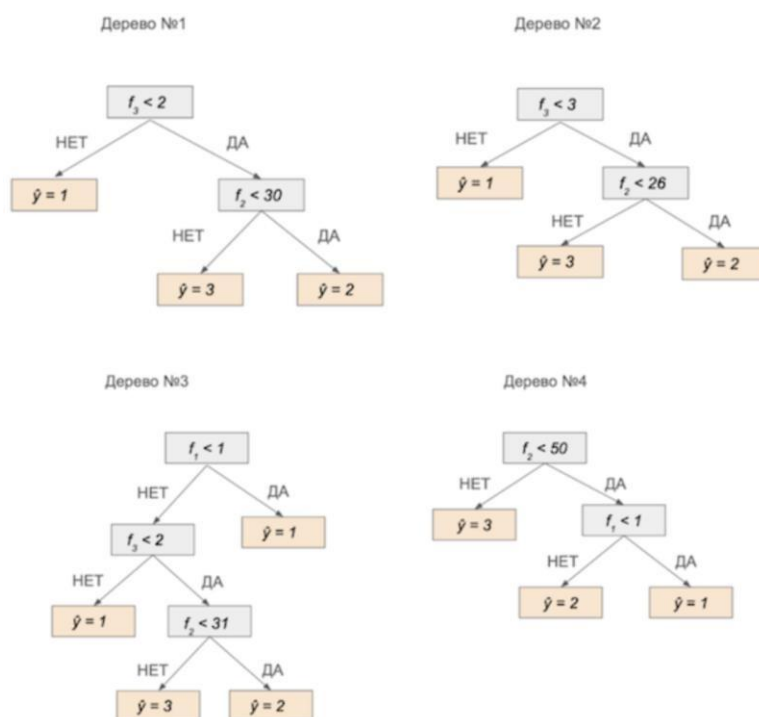 Дерево №1
f₃ < 2
НЕТ
ДА
ŷ = 1
f₂ < 30
НЕТ
ДА
ŷ = 3
ŷ = 2
Дерево №2
f₃ < 3
НЕТ
ДА
ŷ = 1
f₂ < 26
НЕТ
ДА
ŷ = 3
ŷ = 2
Дерево №3
f₁ < 1
НЕТ
ДА
f₃ < 2
ŷ = 1
НЕТ
ДА
ŷ = 1
f₂ < 31
НЕТ
ДА
ŷ = 3
ŷ = 2
Дерево №4
f₂ < 50
НЕТ
ДА
ŷ = 3
f₁ < 1
НЕТ
ДА
ŷ = 2
ŷ = 1